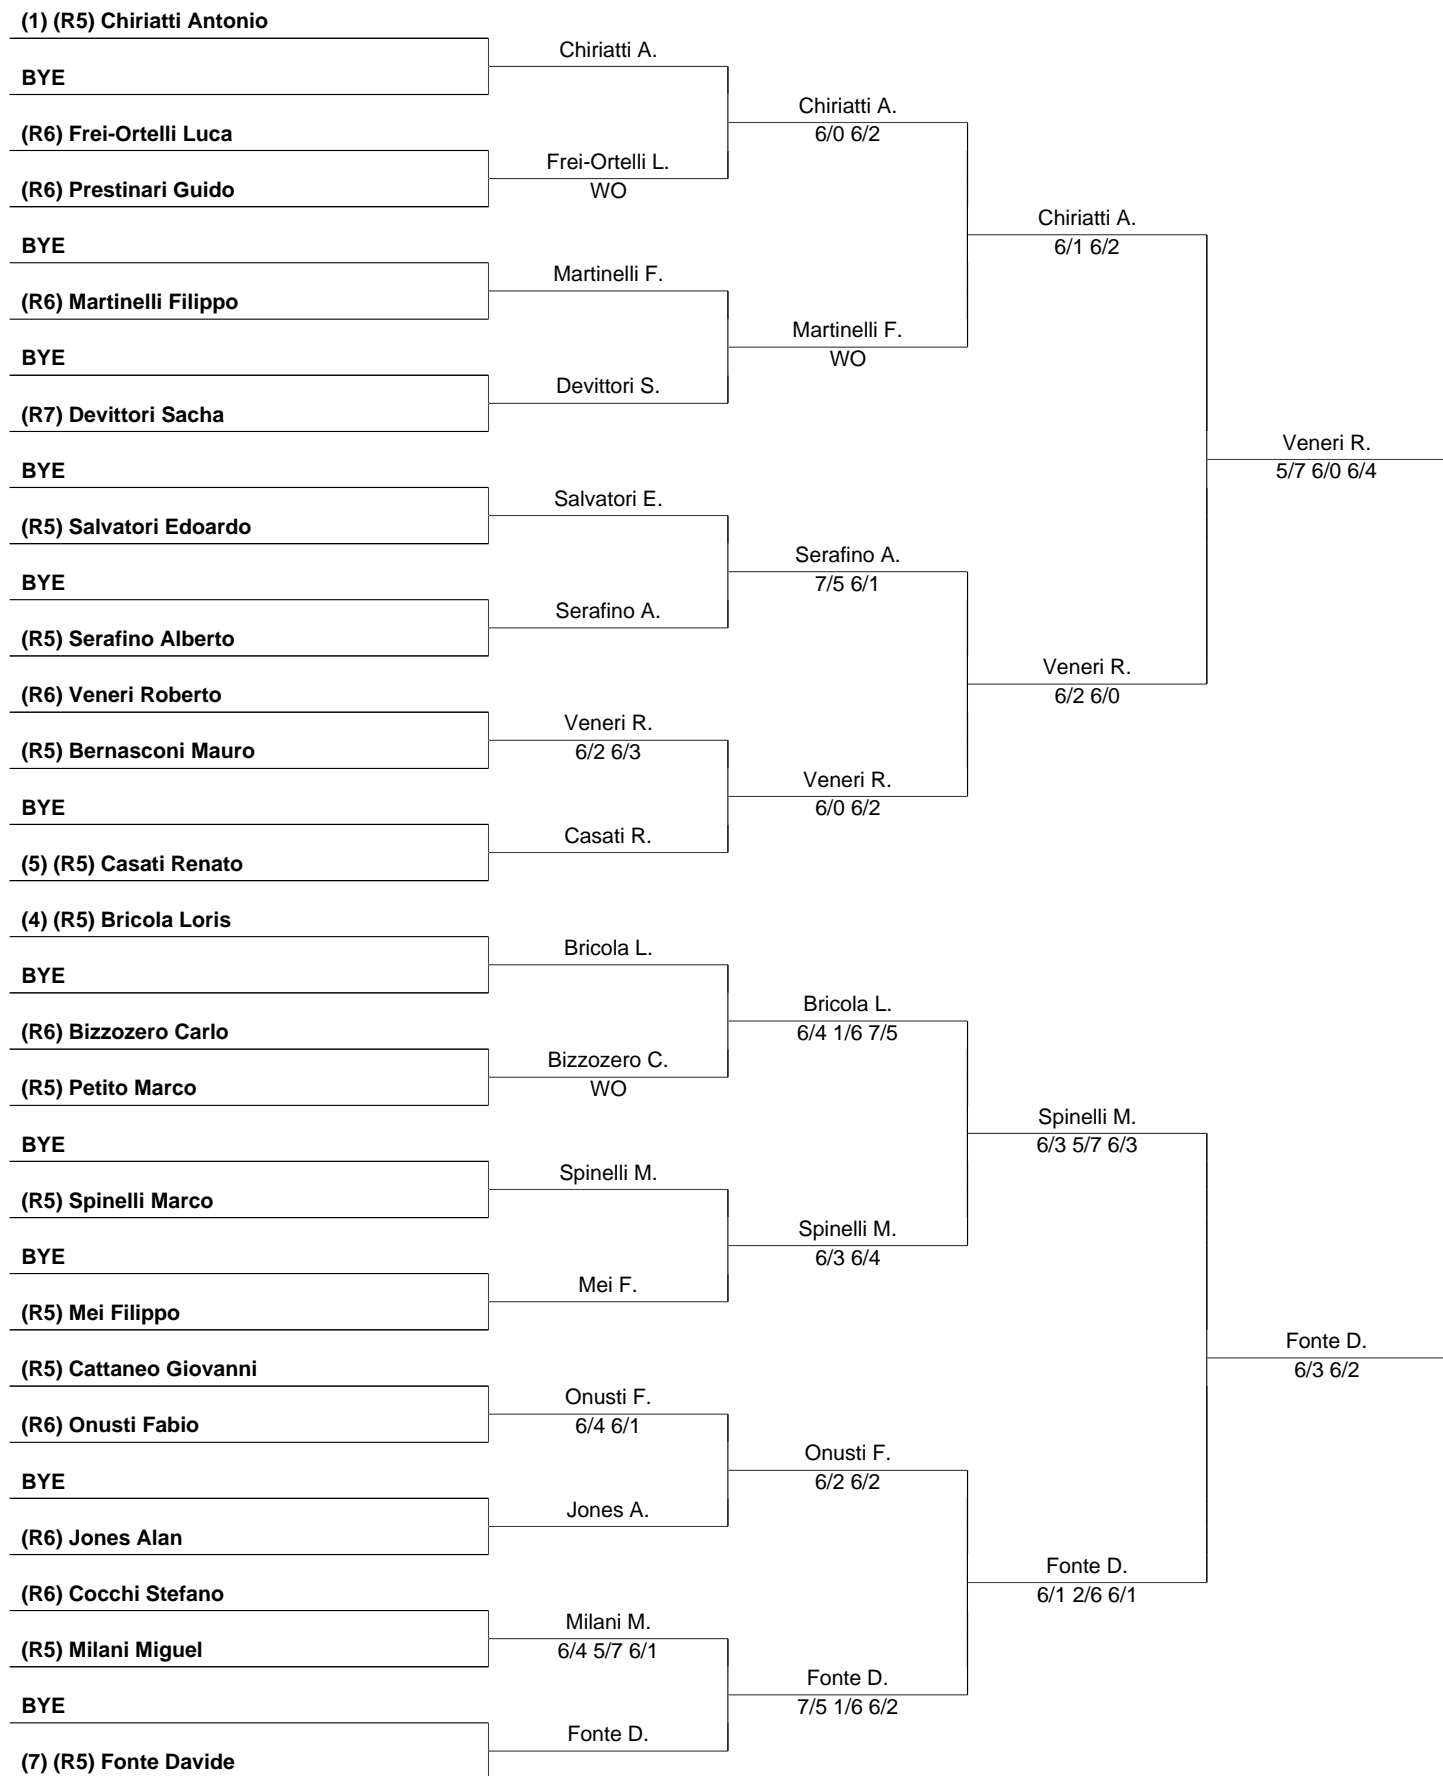 (1) (R5) Chiriatti Antonio
Chiriatti A.
BYE
Chiriatti A.
6/0 6/2
(R6) Frei-Ortelli Luca
Frei-Ortelli L.
WO
(R6) Prestinari Guido
Chiriatti A.
6/1 6/2
BYE
Martinelli F.
(R6) Martinelli Filippo
Martinelli F.
WO
BYE
Devittori S.
(R7) Devittori Sacha
Veneri R.
5/7 6/0 6/4
BYE
Salvatori E.
(R5) Salvatori Edoardo
Serafino A.
7/5 6/1
BYE
Serafino A.
(R5) Serafino Alberto
Veneri R.
6/2 6/0
(R6) Veneri Roberto
Veneri R.
6/2 6/3
(R5) Bernasconi Mauro
Veneri R.
6/0 6/2
BYE
Casati R.
(5) (R5) Casati Renato
(4) (R5) Bricola Loris
Bricola L.
BYE
Bricola L.
6/4 1/6 7/5
(R6) Bizzozero Carlo
Bizzozero C.
WO
(R5) Petito Marco
Spinelli M.
6/3 5/7 6/3
BYE
Spinelli M.
(R5) Spinelli Marco
Spinelli M.
6/3 6/4
BYE
Mei F.
(R5) Mei Filippo
Fonte D.
6/3 6/2
(R5) Cattaneo Giovanni
Onusti F.
6/4 6/1
(R6) Onusti Fabio
Onusti F.
6/2 6/2
BYE
Jones A.
(R6) Jones Alan
Fonte D.
6/1 2/6 6/1
(R6) Cocchi Stefano
Milani M.
6/4 5/7 6/1
(R5) Milani Miguel
Fonte D.
7/5 1/6 6/2
BYE
Fonte D.
(7) (R5) Fonte Davide